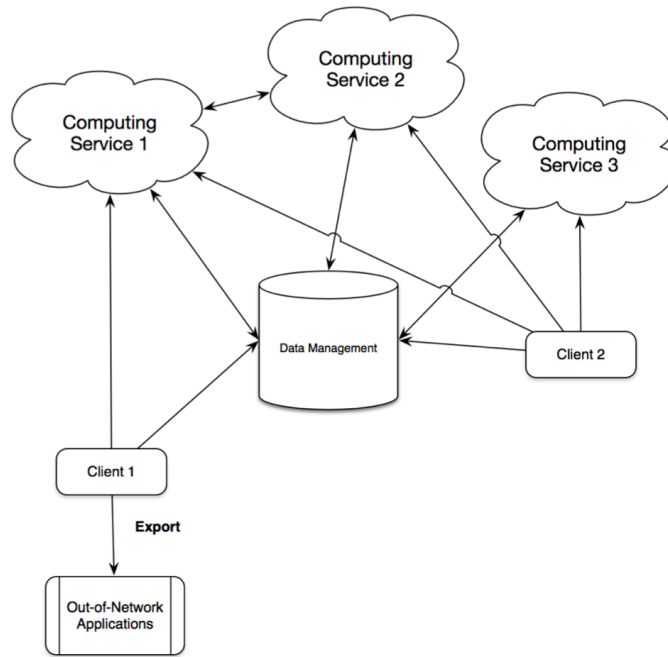 Computing
Service 2
Computing
Service 1
Computing
Service 3
Data Management
Client 2
Client 1
Export
Out-of-Network
Applications